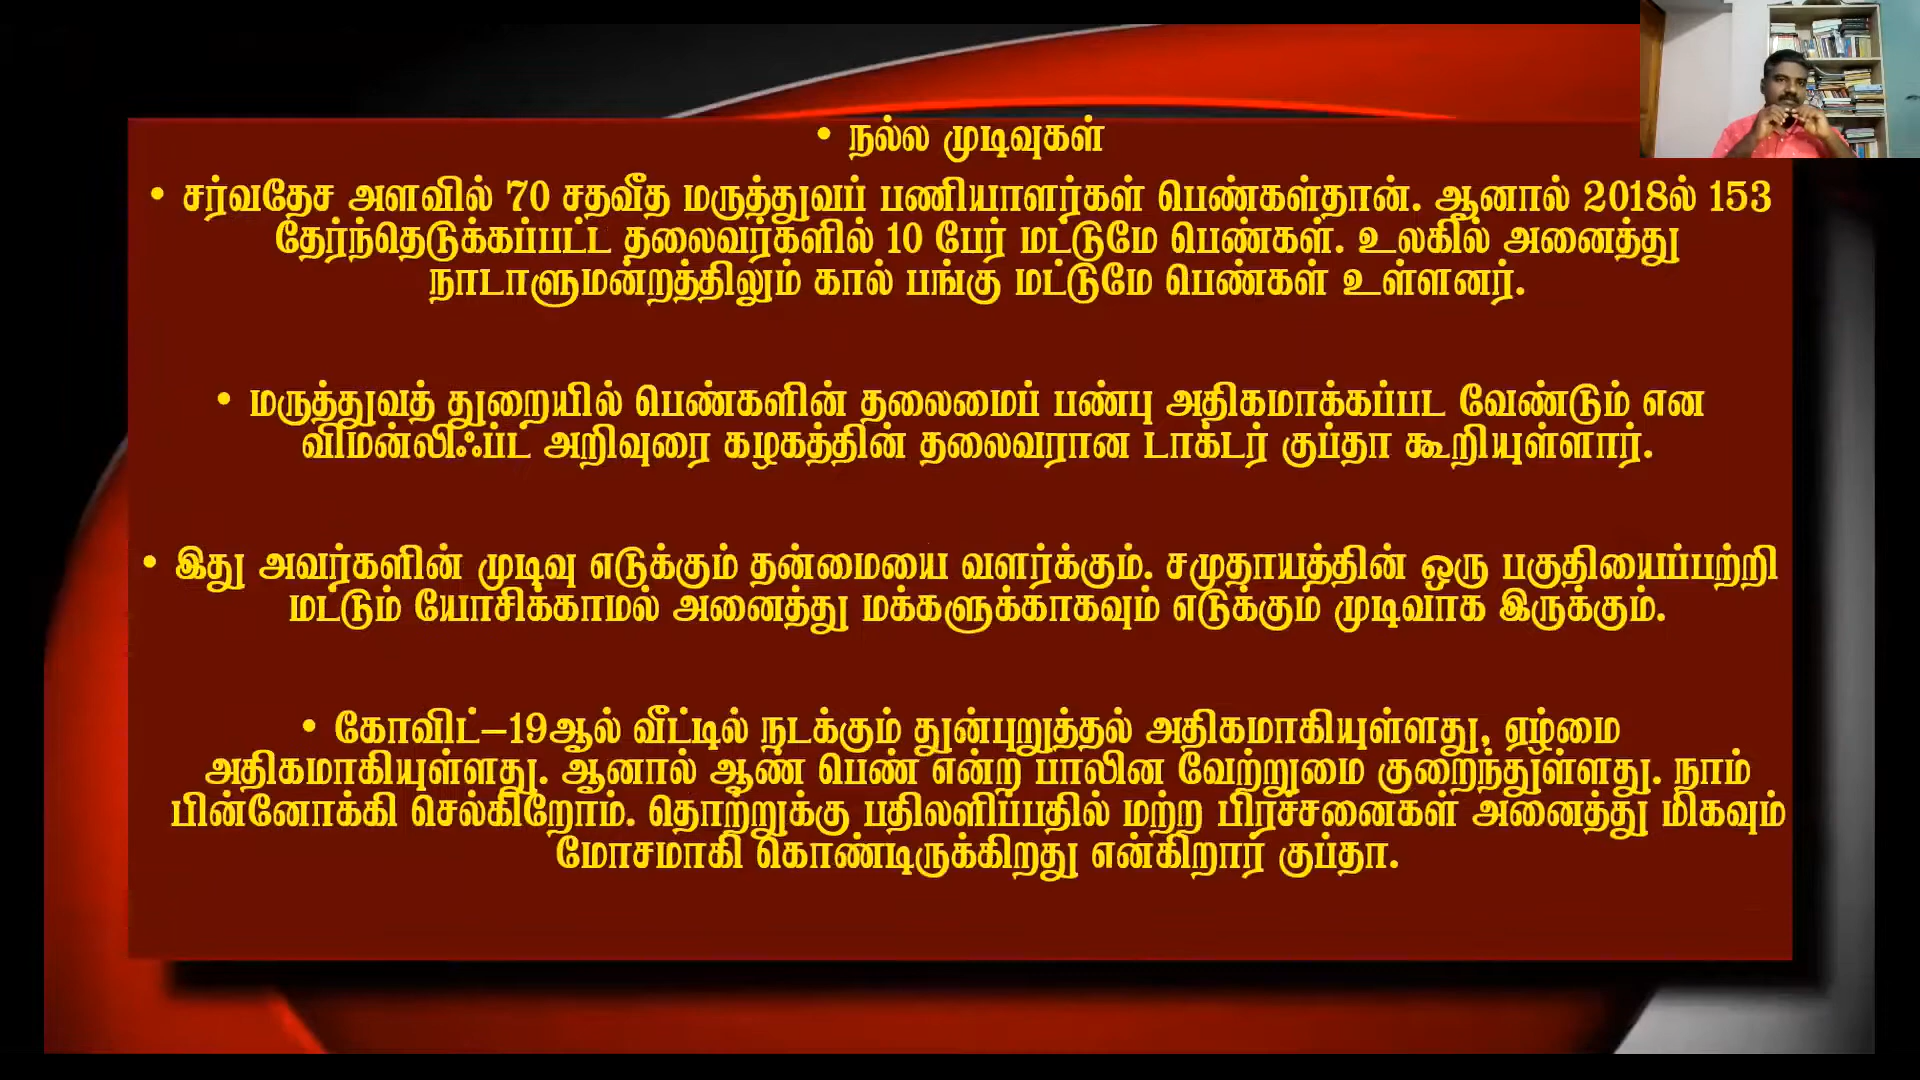 • நல்ல முடிவுகள்
• சர்வதேச அளவில் 70 சதவீத மருத்துவப் பணியாளர்கள் பெண்கள்தான். ஆனால் 2018ல் 153
தேர்ந்தெடுக்கப்பட்ட தலைவர்களில் 10 பேர் மட்டுமே பெண்கள். உலகில் அனைத்து
நாடாளுமன்றத்திலும் கால் பங்கு மட்டுமே பெண்கள் உள்ளனர்.
• மருத்துவத் துறையில் பெண்களின் தலைமைப் பண்பு அதிகமாக்கப்பட வேண்டும் என
விமன்லிஃப்ட் அறிவுரை கழகத்தின் தலைவரான டாக்டர் குப்தா கூறியுள்ளார்.
• இது அவர்களின் முடிவு எடுக்கும் தன்மையை வளர்க்கும். சமுதாயத்தின் ஒரு பகுதியைப்பற்றி
மட்டும் யோசிக்காமல் அனைத்து மக்களுக்காகவும் எடுக்கும் முடிவாக இருக்கும்.
• கோவிட்–19ஆல் வீட்டில் நடக்கும் துன்புறுத்தல் அதிகமாகியுள்ளது, ஏழ்மை
அதிகமாகியுள்ளது. ஆனால் ஆண் பெண் என்ற பாலின வேற்றுமை குறைந்துள்ளது. நாம்
பின்னோக்கி செல்கிறோம். தொற்றுக்கு பதிலளிப்பதில் மற்ற பிரச்சனைகள் அனைத்து மிகவும்
மோசமாகி கொண்டிருக்கிறது என்கிறார் குப்தா.